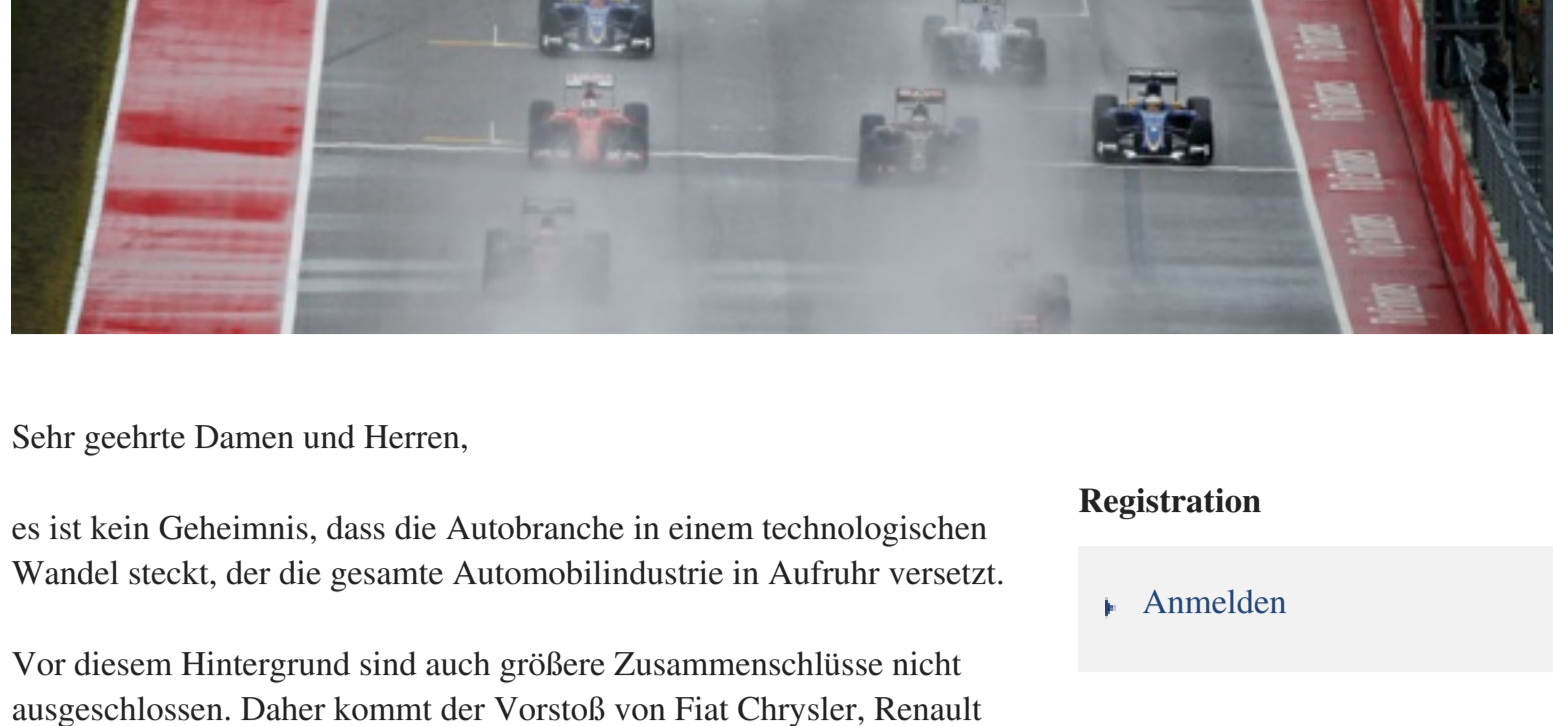 Sehr geehrte Damen und Herren,
es ist kein Geheimnis, dass die Autobranche in einem technologischen
Wandel steckt, der die gesamte Automobilindustrie in Aufruhr versetzt.
Vor diesem Hintergrund sind auch größere Zusammenschlüsse nicht
ausgeschlossen. Daher kommt der Vorstoß von Fiat Chrysler, Renault
Registration
Anmelden